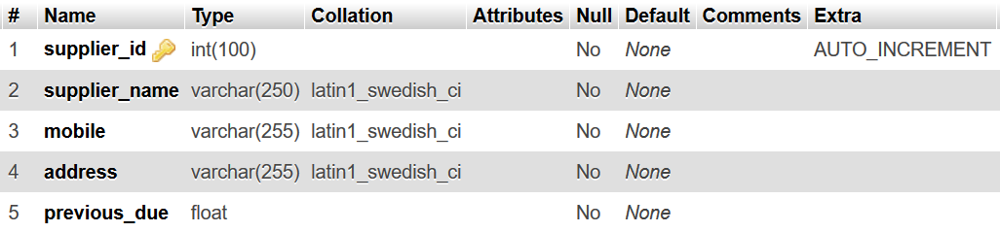 # Name Type Collation Attributes Null Default Comments Extra
1 supplier_id int(100) No None AUTO_INCREMENT
2 supplier_name varchar(250) latin1_swedish_ci No None
3 mobile varchar(255) latin1_swedish_ci No None
4 address varchar(255) latin1_swedish_ci No None
5 previous_due float No None